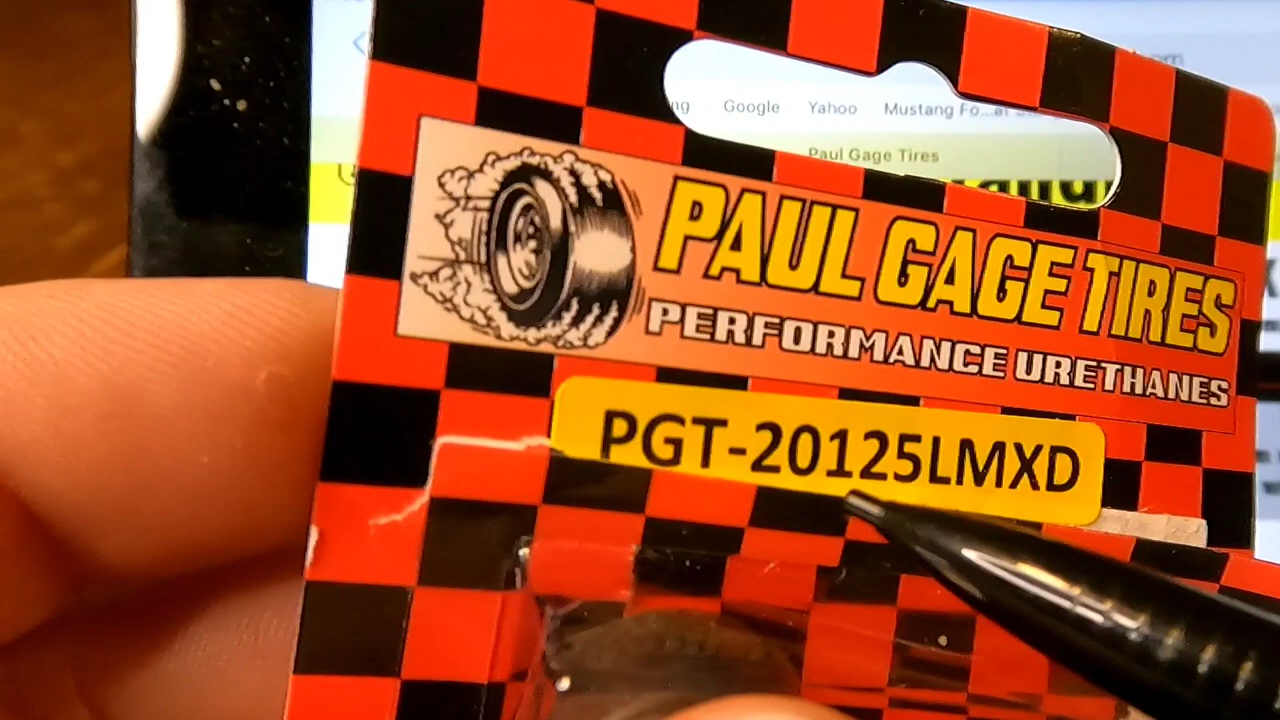 Google Yahoo Mustang Fo...at
Paul Gage Tires
PAUL GAGE TIRES
PERFORMANCE URETHANES
PGT-20125LMXD